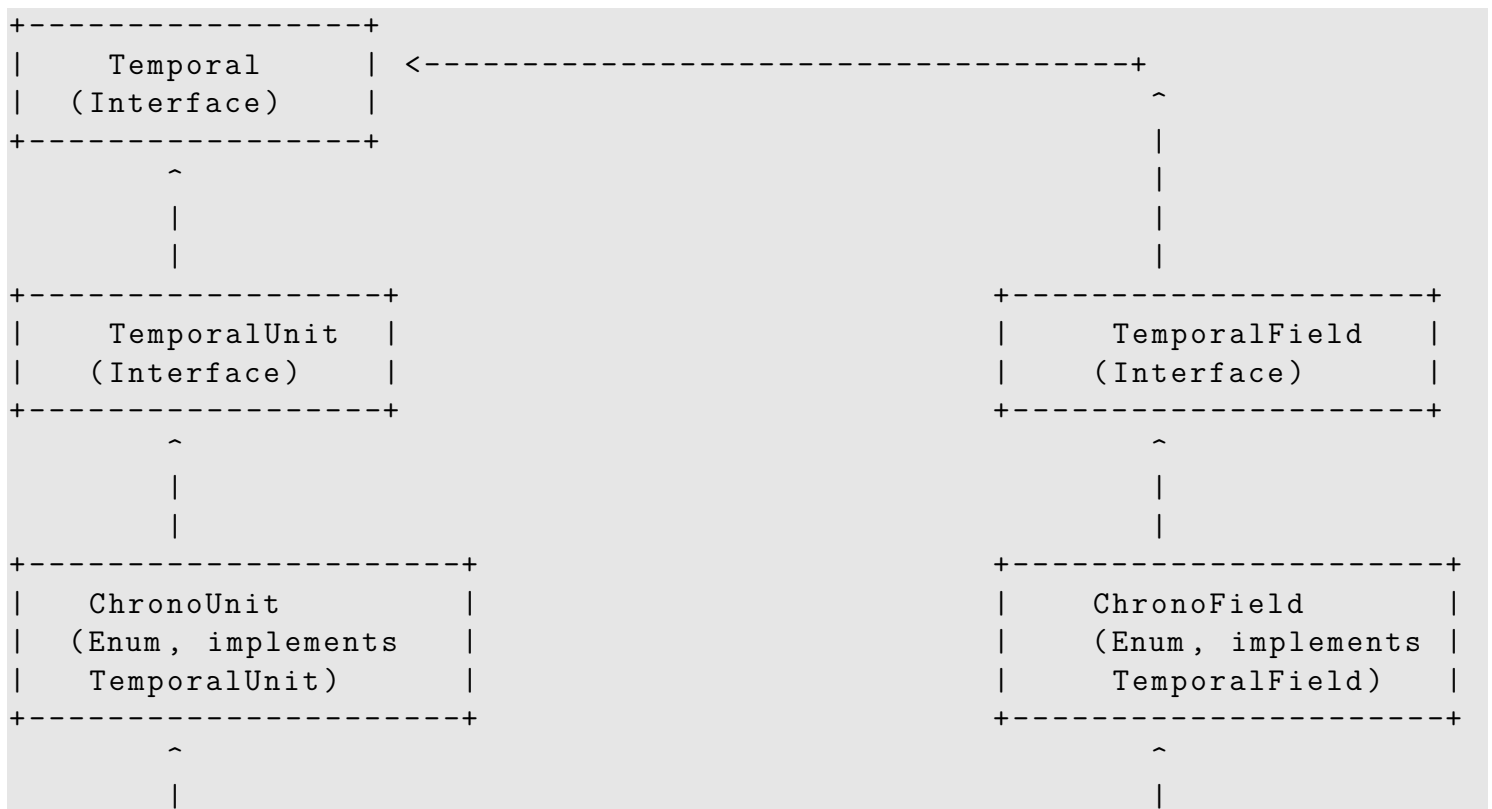 +-----------------+
|    Temporal     | <------------------------------------+
|  (Interface)    |                                      ^
+-----------------+                                      |
        ^                                                |
        |                                                |
        |                                                |
+------------------+                              +---------------------+
|    TemporalUnit  |                              |     TemporalField   |
|   (Interface)    |                              |    (Interface)      |
+------------------+                              +---------------------+
        ^                                                ^
        |                                                |
        |                                                |
+----------------------+                          +----------------------+
|   ChronoUnit         |                          |    ChronoField       |
|  (Enum, implements   |                          |    (Enum, implements |
|   TemporalUnit)      |                          |     TemporalField)   |
+----------------------+                          +----------------------+
        ^                                                ^
        |                                                |